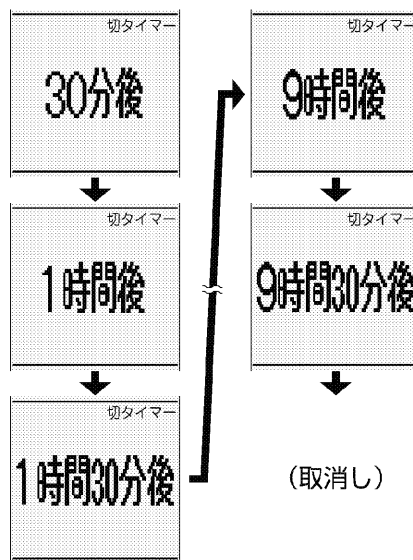 切タイマー
30分後
切タイマー
1時間後
切タイマー
1時間30分後
切タイマー
9時間後
切タイマー
9時間30分後
(取消し)